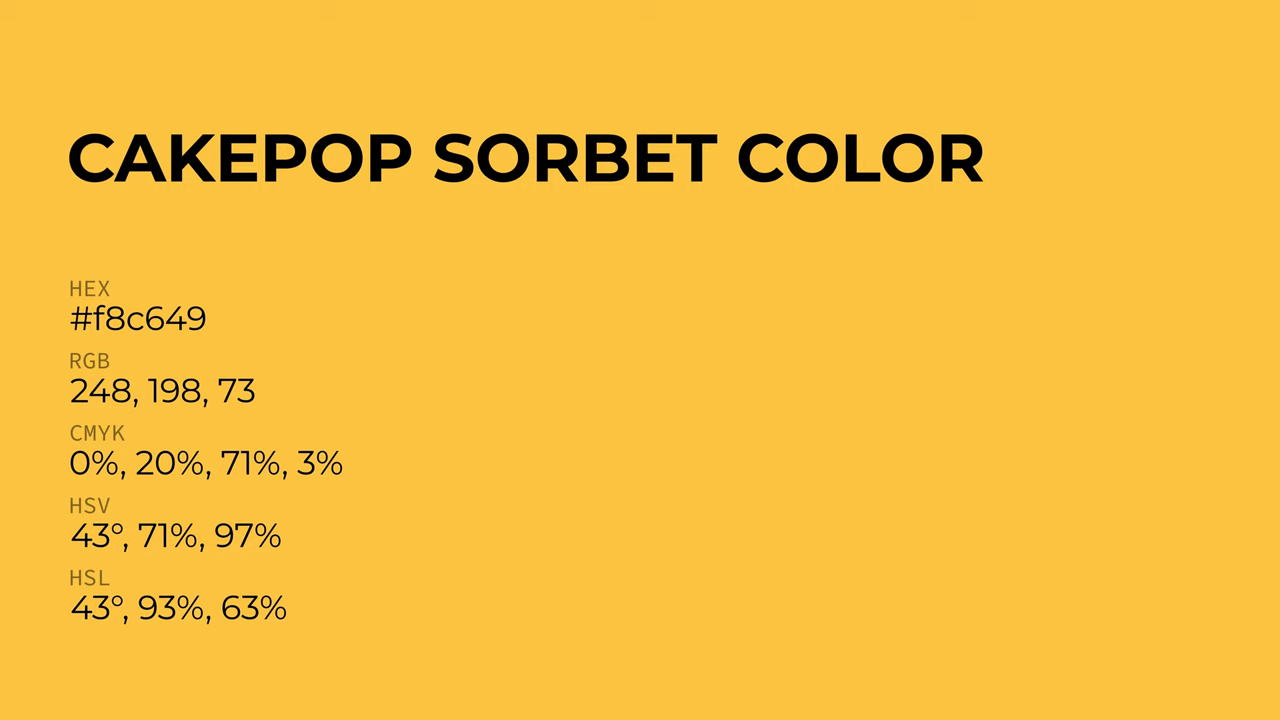 CAKEPOP SORBET COLOR
HEX
#f8c649
RGB
248, 198, 73
CMYK
0%, 20%, 71%, 3%
HSV
43°, 71%, 97%
HSL
43°, 93%, 63%